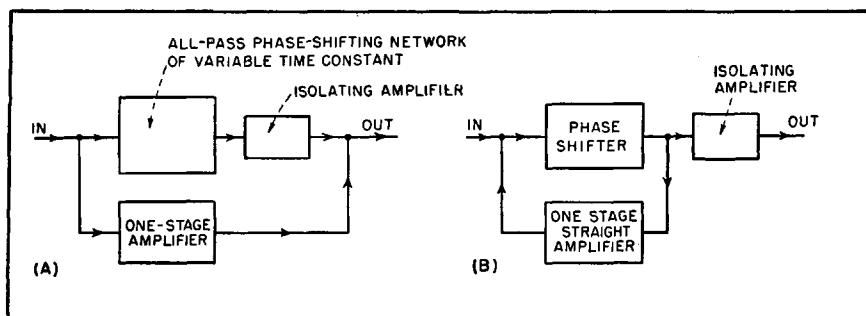 ALL-PASS PHASE-SHIFTING NETWORK
OF VARIABLE TIME CONSTANT
ISOLATING AMPLIFIER
IN
OUT
ONE-STAGE
AMPLIFIER
(A)
ISOLATING
AMPLIFIER
IN
PHASE
SHIFTER
OUT
ONE STAGE
STRAIGHT
AMPLIFIER
(B)